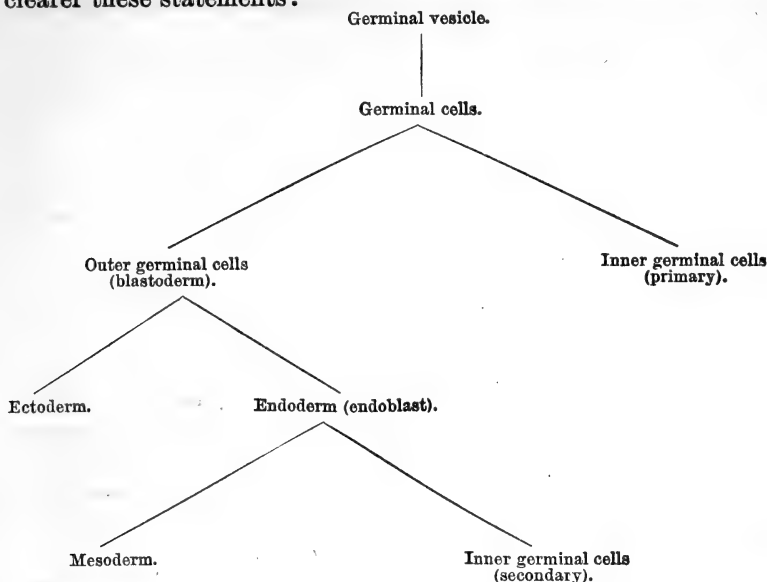 clearer these statements:
Germinal vesicle.
Germinal cells.
Outer germinal cells
(blastoderm).
Inner germinal cells
(primary).
Ectoderm.
Endoderm (endoblast).
Mesoderm.
Inner germinal cells
(secondary).